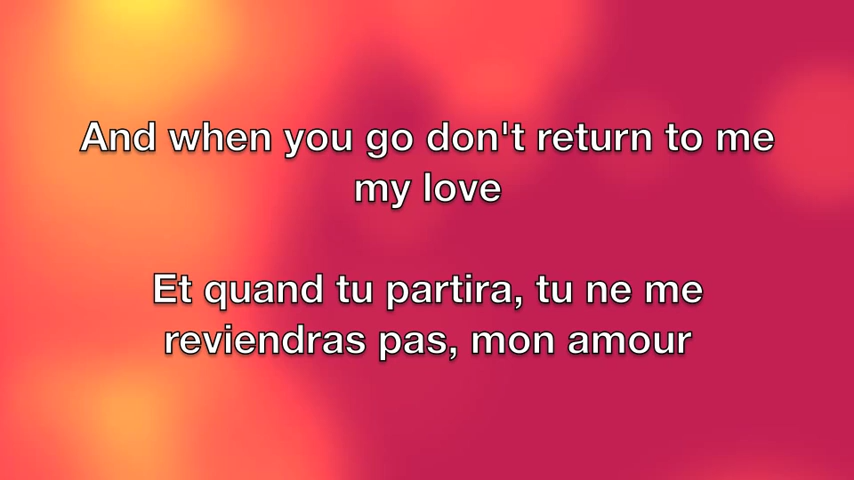 And when you go don't return to me
my love
Et quand tu partira, tu ne me
reviendras pas, mon amour